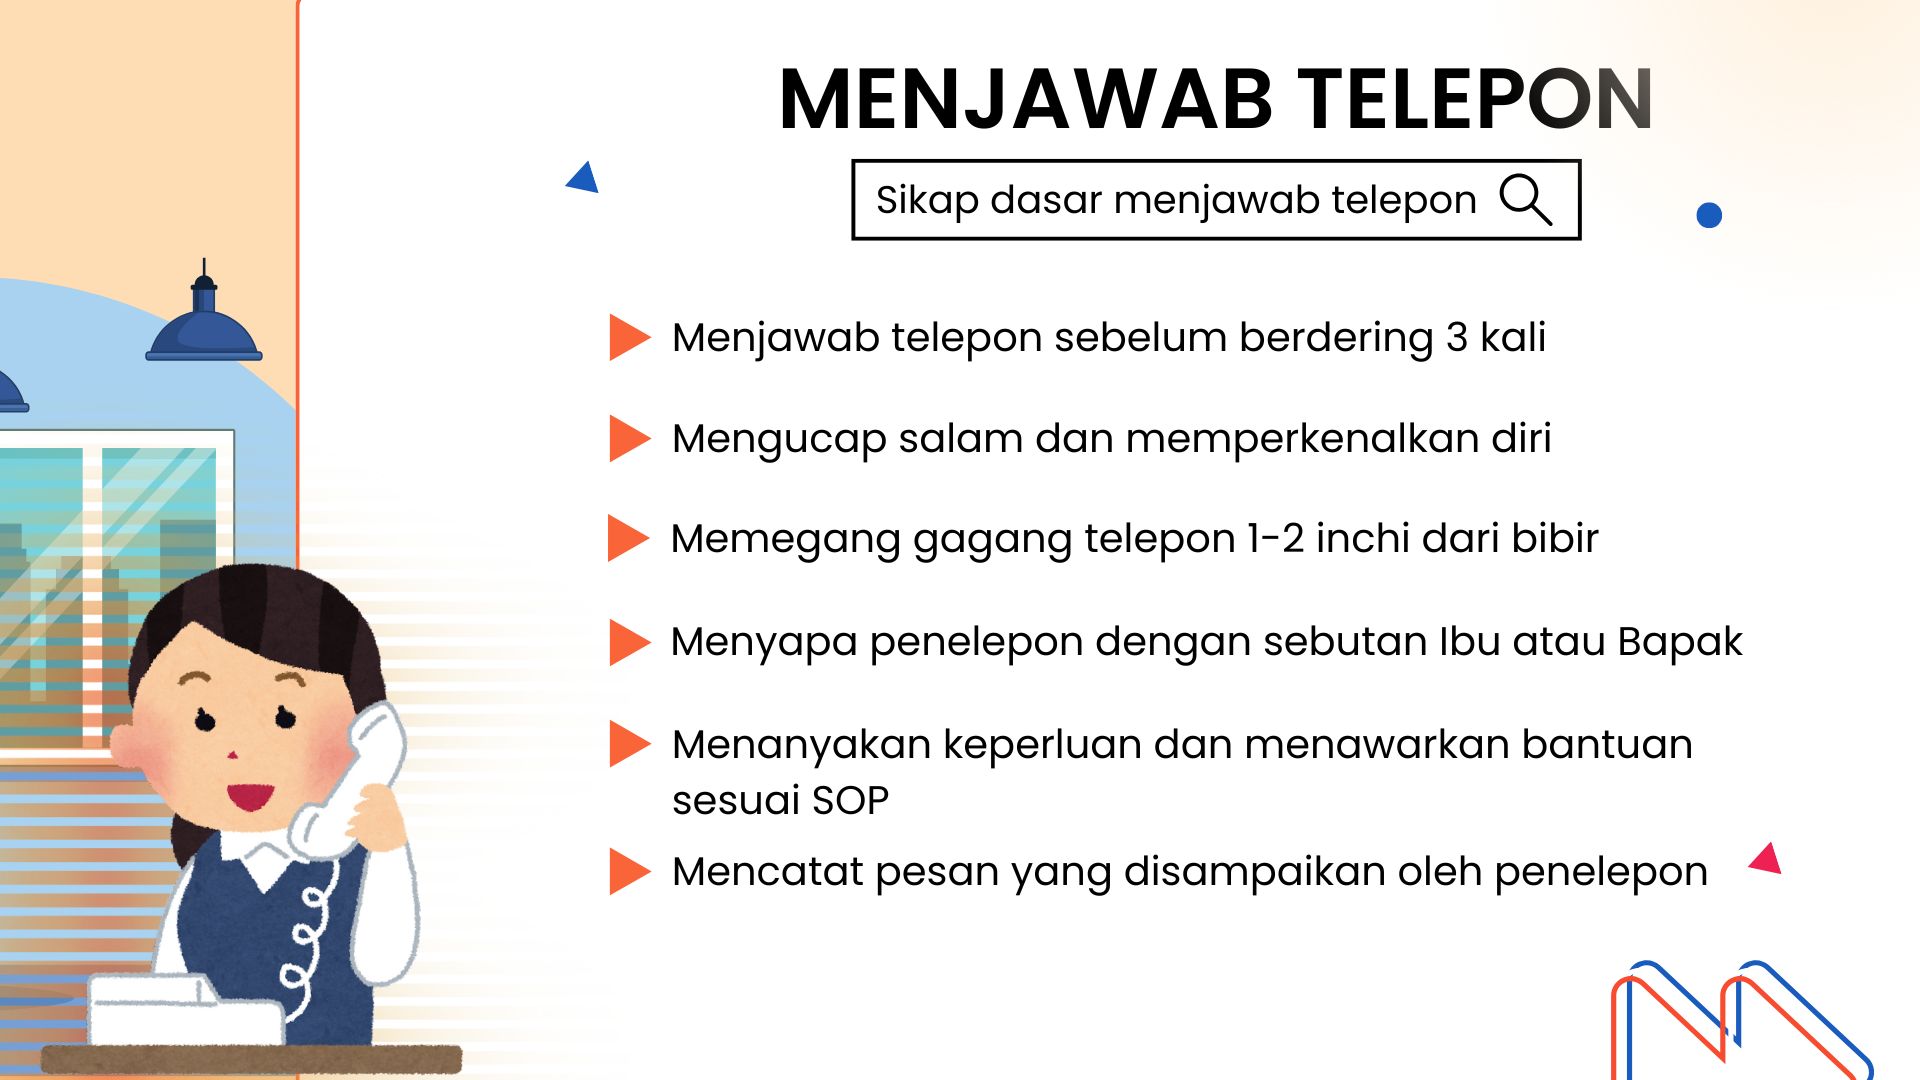 MENJAWAB TELEPON
Sikap dasar menjawab telepon
Menjawab telepon sebelum berdering 3 kali
Mengucap salam dan memperkenalkan diri
Memegang gagang telepon 1-2 inchi dari bibir
Menyapa penelepon dengan sebutan Ibu atau Bapak
Menanyakan keperluan dan menawarkan bantuan
sesuai SOP
Mencatat pesan yang disampaikan oleh penelepon